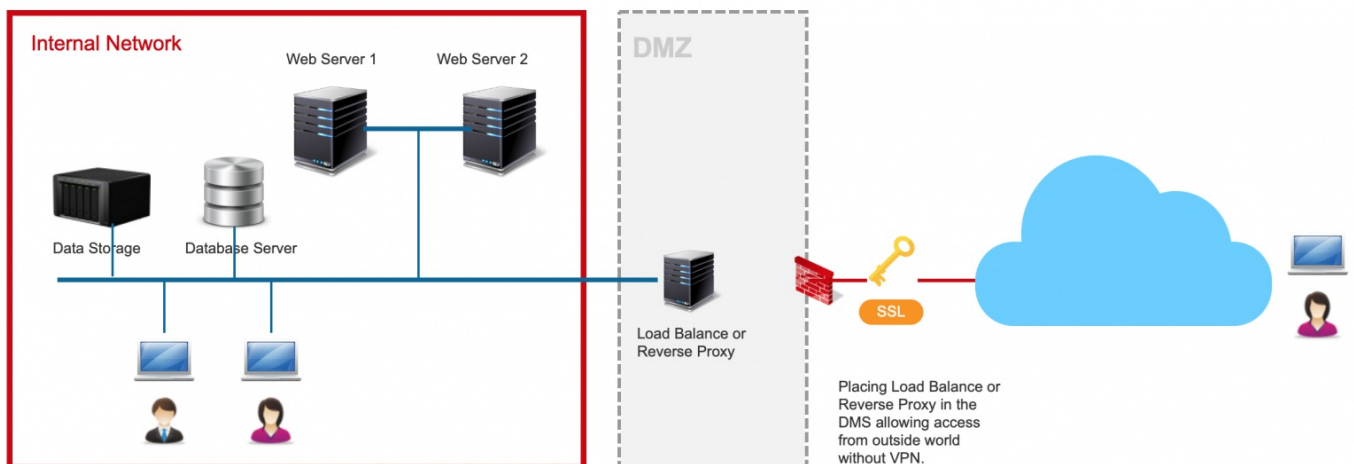 Internal Network
Web Server 1
Web Server 2
DMZ
Data Storage
Database Server
Load Balance or
Reverse Proxy
SSL
Placing Load Balance or
Reverse Proxy in the
DMS allowing access
from outside world
without VPN.